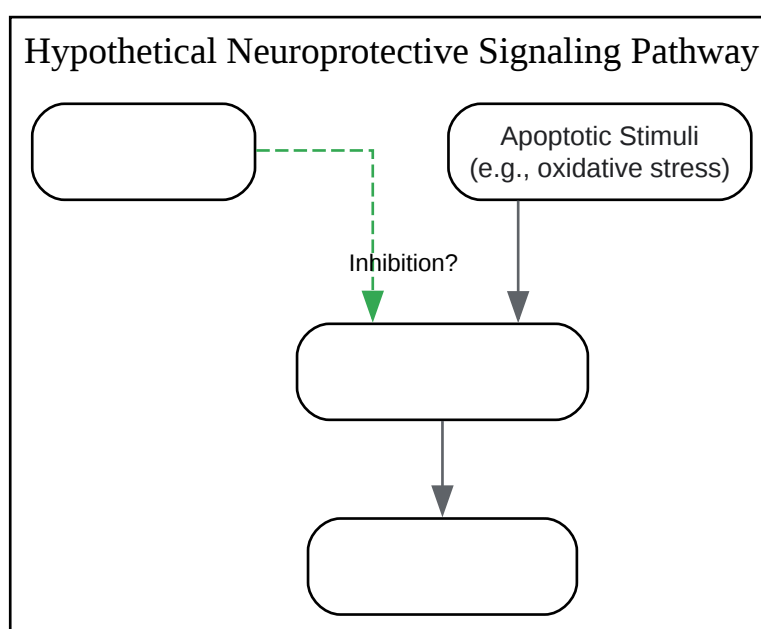 Hypothetical Neuroprotective Signaling Pathway
Apoptotic Stimuli
(e.g., oxidative stress)
Inhibition?